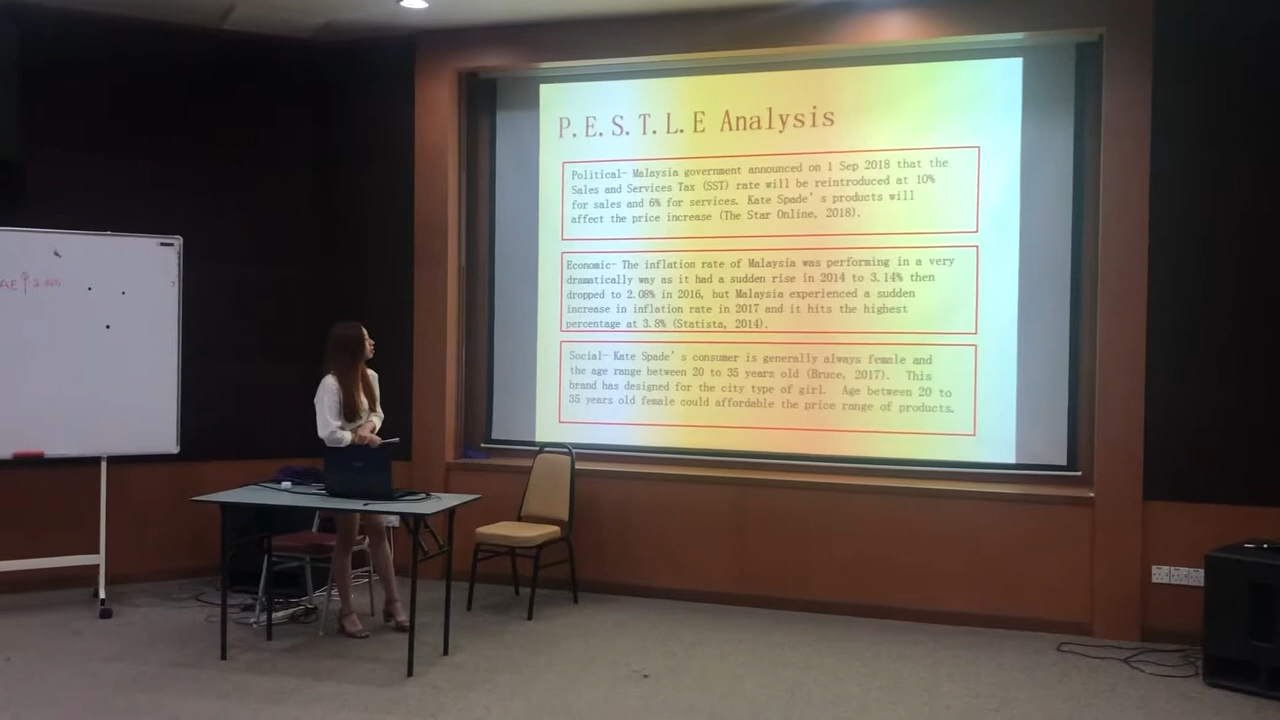 P.E.S.T.L.E Analysis
Political- Malaysia government announced on 1 Sep 2018 that the
Sales and Services Tax (SST) rate will be reintroduced at 10%
for sales and 6% for services. Kate Spade's products will
affect the price increase (The Star Online, 2018).
Economic- The inflation rate of Malaysia was performing in a very
dramatically way as it had a sudden rise in 2014 to 3.14% then
dropped to 2.08% in 2016, but Malaysia experienced a sudden
increase in inflation rate in 2017 and it hits the highest
percentage at 3.8% (Statista, 2014).
Social- Kate Spade's consumer is generally always female and
the age range between 20 to 35 years old (Bruce, 2017). This
brand has designed for the city type of girl. Age between 20 to
35 years old female could affordable the price range of products.